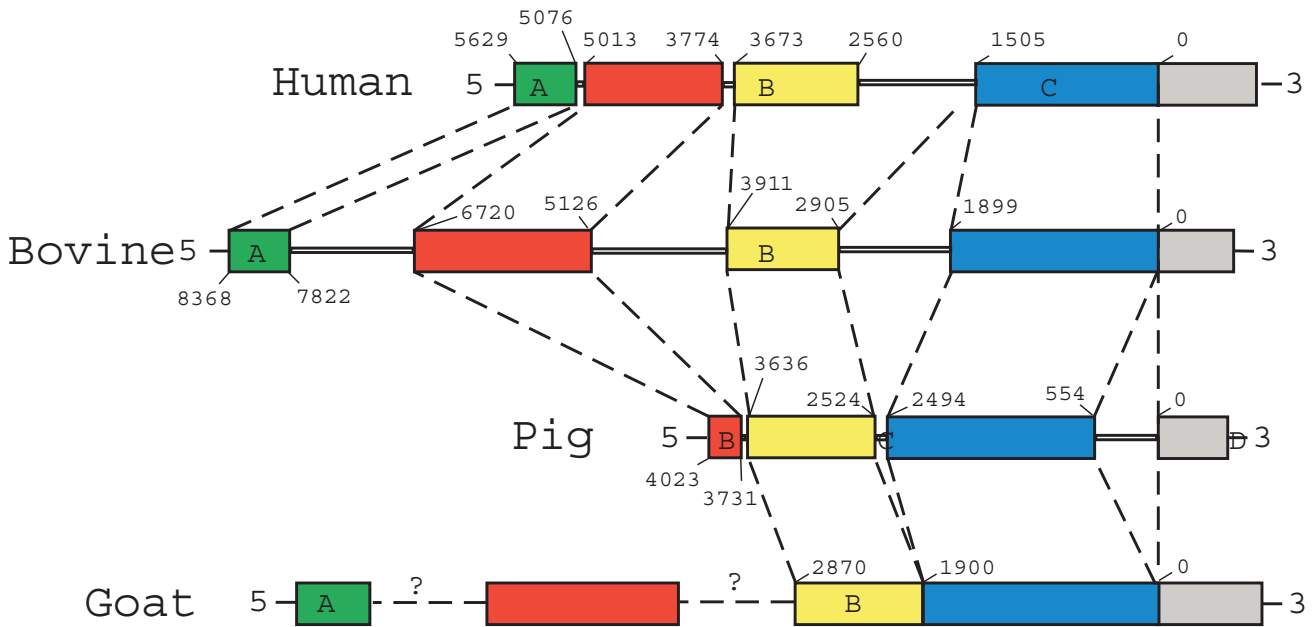 5076
5629 5013 3774 3673 2560 1505 0
Human 5 A B C 3
3911
6720 5126 2905 1899 0
Bovine 5 A B 3
8368 7822
3636
2524 2494 554 0
Pig 5 B C D 3
4023
3731
? ? 2870 1900 0
Goat 5 A B 3